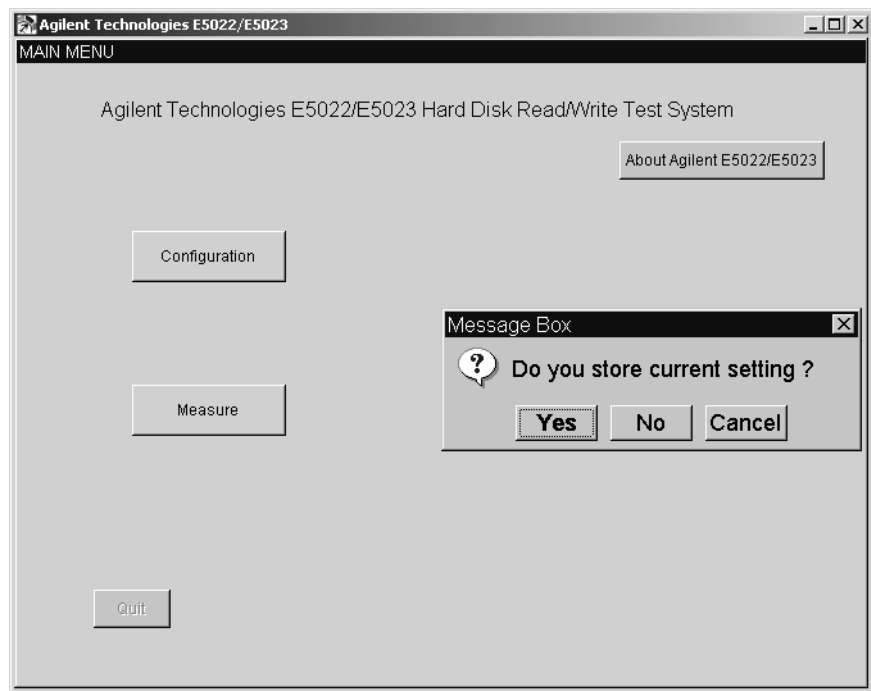 Agilent Technologies E5022/E5023
MAIN MENU
Agilent Technologies E5022/E5023 Hard Disk Read/Write Test System
About Agilent E5022/E5023
Configuration
Message Box
?
Do you store current setting ?
Measure
Yes No Cancel
Quit